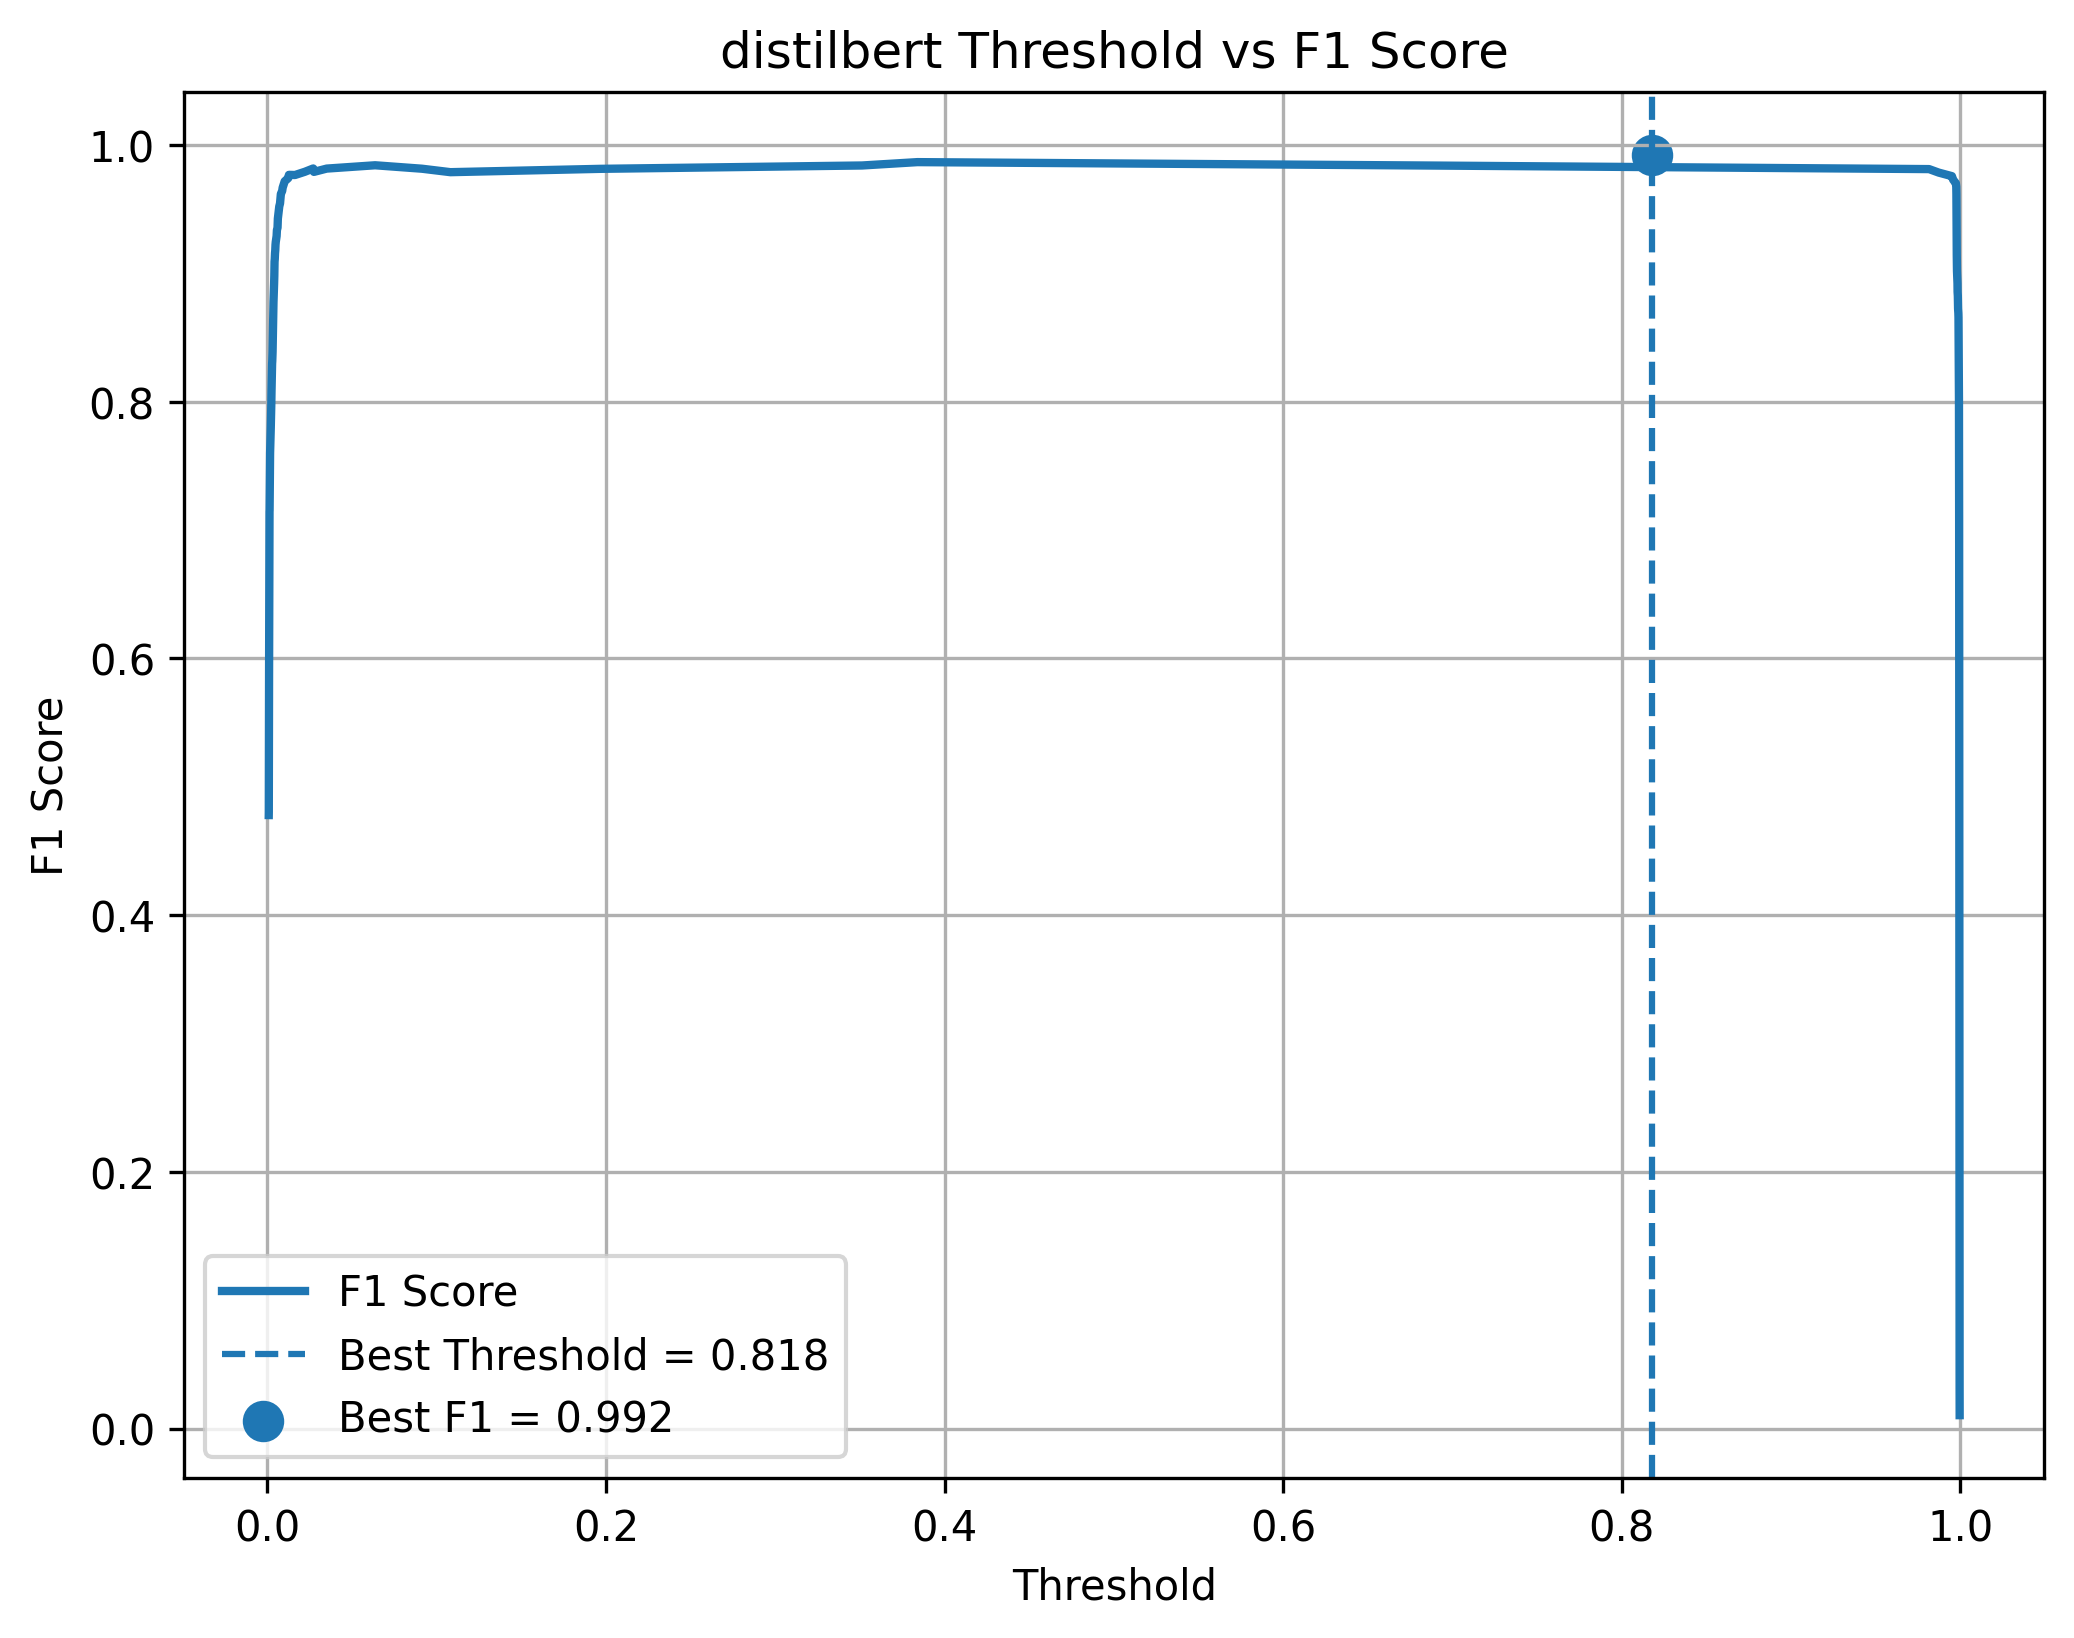 distilbert Threshold vs F1 Score
1.0
0.8
0.6
0.4
0.2
0.0
F1 Score
F1 Score
Best Threshold = 0.818
Best F1 = 0.992
0.0 0.2 0.4 0.6 0.8 1.0
Threshold